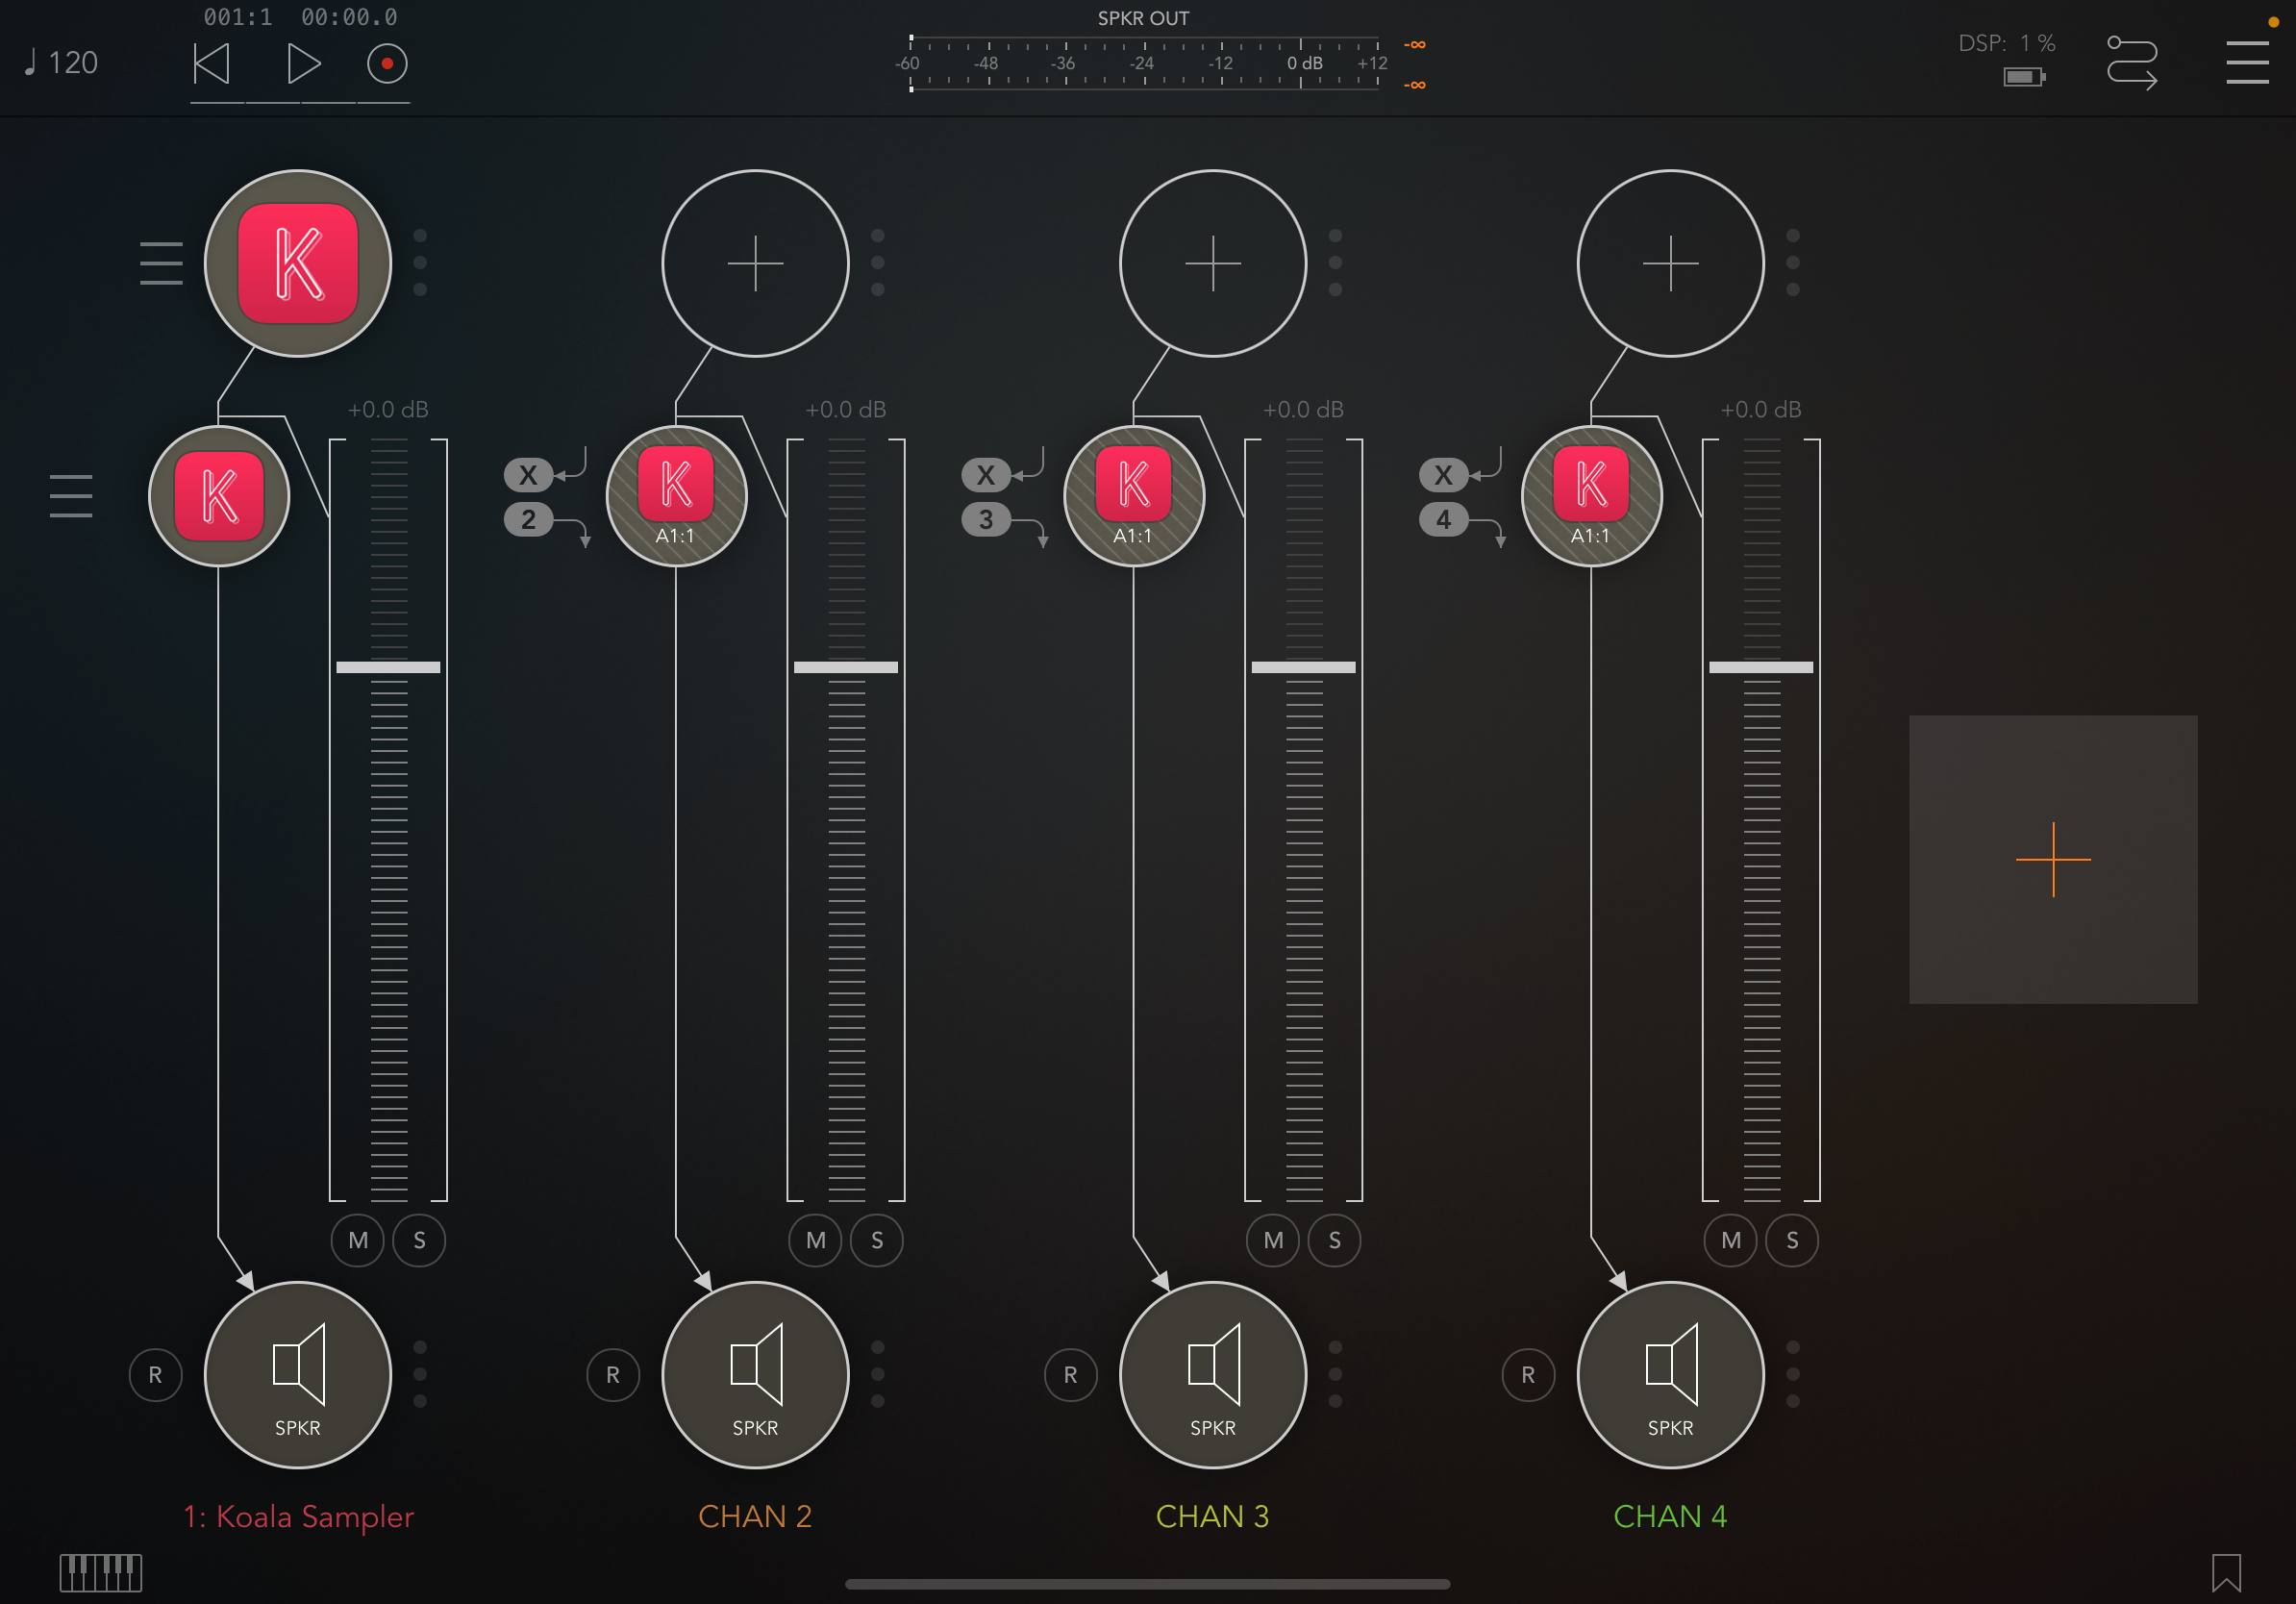 001:1 00:00.0
120
SPKR OUT
-60 -48 -36 -24 -12 0 dB +12
-∞
-∞
DSP: 1 %
K
+0.0 dB +0.0 dB +0.0 dB +0.0 dB
K
X
2
K
A1:1
X
3
K
A1:1
X
4
K
A1:1
M S M S M S M S
R SPKR R SPKR R SPKR R SPKR
1: Koala Sampler CHAN 2 CHAN 3 CHAN 4